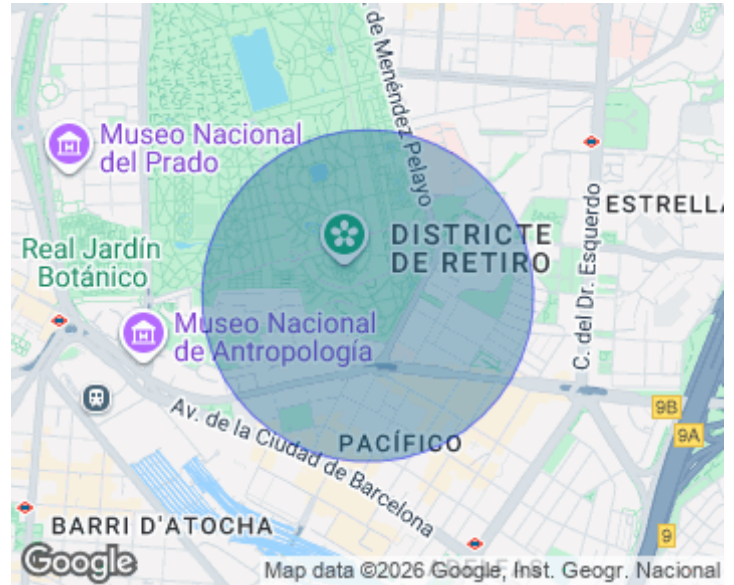 de Menéndez Pelayo
Museo Nacional
del Prado
ESTRELLA
DISTRICTE
DE RETIRO
Real Jardín
Botánico
Museo Nacional
de Antropología
C. del Dr. Esquerdo
9B
9A
Av. de la Ciudad de Barcelona
PACÍFICO
9
BARRI D'ATOCHA
Google
Map data ©2026 Google, Inst. Geogr. Nacional